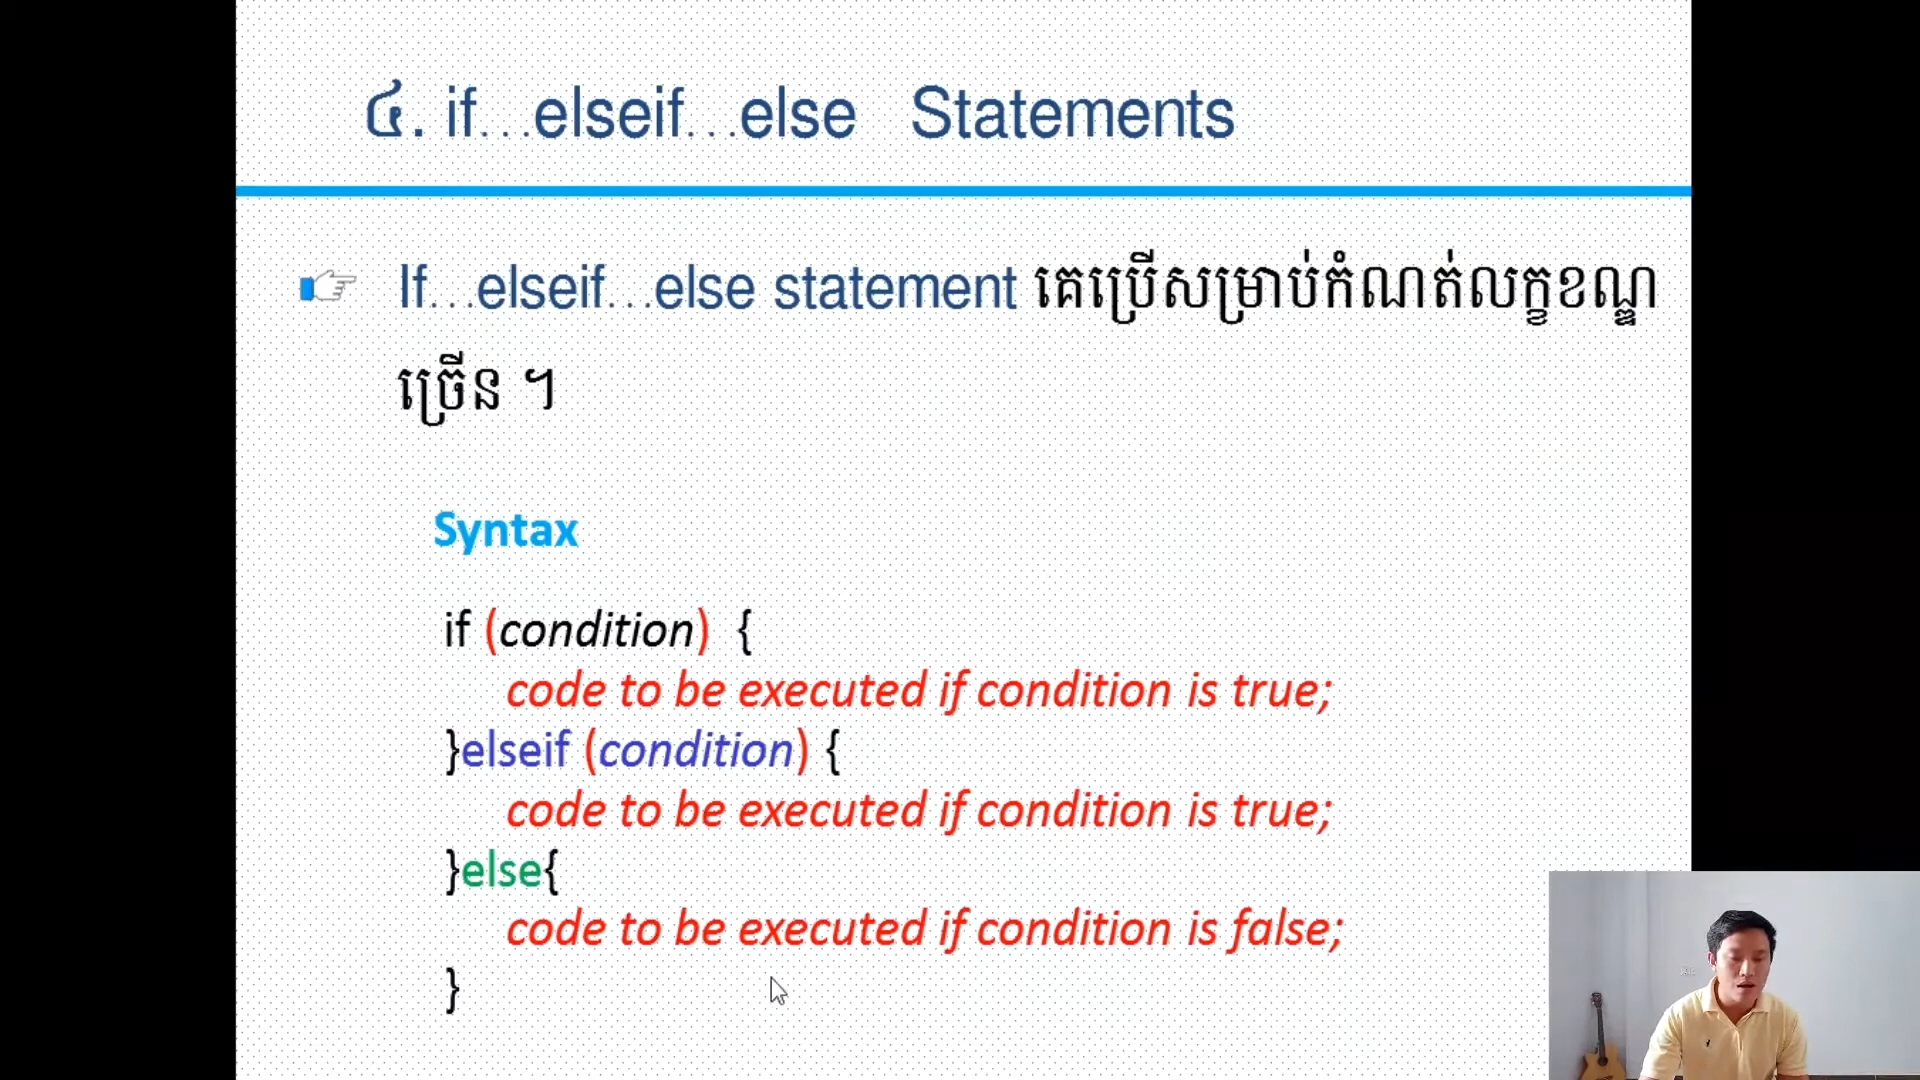 ៤. if...elseif...else Statements
If...elseif...else statement គេប្រើសម្រាប់កំណត់លក្ខខណ្ឌ
ច្រើន ។
Syntax
if (condition) {
code to be executed if condition is true;
}elseif (condition) {
code to be executed if condition is true;
}else{
code to be executed if condition is false;
}